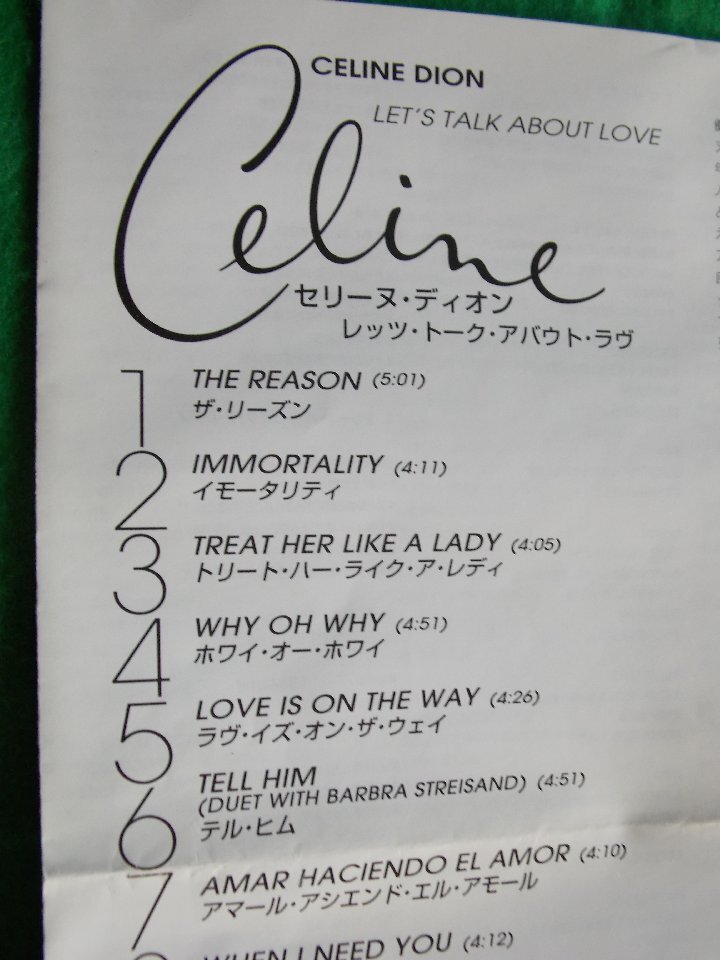 CELINE DION
LET'S TALK ABOUT LOVE
Celine
セリーヌ・ディオン
レッツ・トーク・アバウト・ラヴ
1 THE REASON (5:01)
ザ・リーズン
2 IMMORTALITY (4:11)
イモータリティ
3 TREAT HER LIKE A LADY (4:05)
トリート・ハー・ライク・ア・レディ
4 WHY OH WHY (4:51)
ホワイ・オー・ホワイ
5 LOVE IS ON THE WAY (4:26)
ラヴ・イズ・オン・ザ・ウェイ
6 TELL HIM
(DUET WITH BARBRA STREISAND) (4:51)
テル・ヒム
7 AMAR HACIENDO EL AMOR (4:10)
アマール・アシエンド・エル・アモール
WHEN I NEED YOU (4:12)